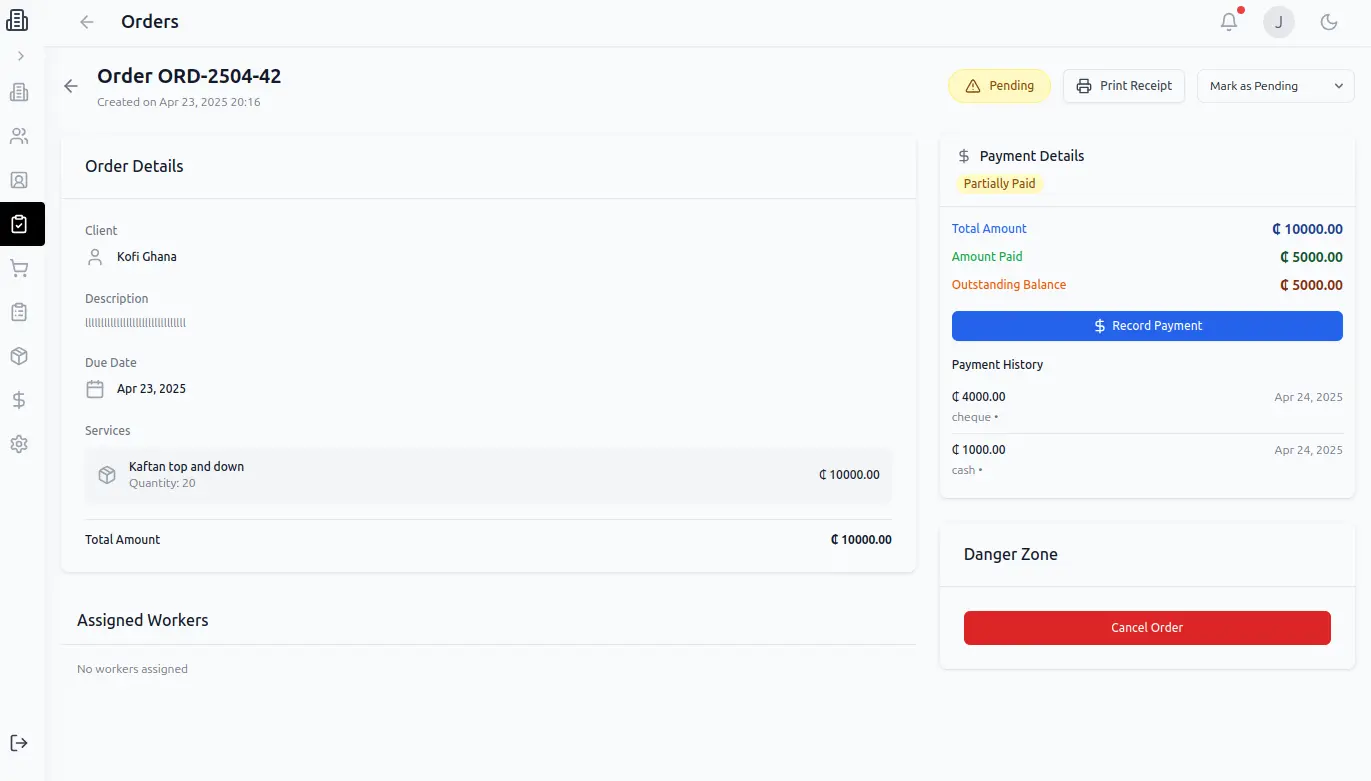 Orders
J
Order ORD-2504-42
Created on Apr 23, 2025 20:16
Pending
Print Receipt
Mark as Pending
Order Details
Client
Kofi Ghana
Description
Due Date
Apr 23, 2025
Services
Kaftan top and down
Quantity: 20
₵ 10000.00
Total Amount
₵ 10000.00
Assigned Workers
No workers assigned
$ Payment Details
Partially Paid
Total Amount
₵ 10000.00
Amount Paid
₵ 5000.00
Outstanding Balance
₵ 5000.00
$ Record Payment
Payment History
₵ 4000.00
Apr 24, 2025
cheque •
₵ 1000.00
Apr 24, 2025
cash •
Danger Zone
Cancel Order